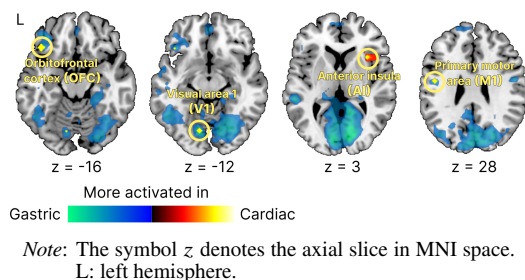 L
Orbitofrontal
cortex (OFC)
Visual area 1
(V1)
Anterior insula
(AI)
Primary motor
area (M1)
z = -16
z = -12
z = 3
z = 28
More activated in
Gastric
Cardiac
Note: The symbol z denotes the axial slice in MNI space.
L: left hemisphere.